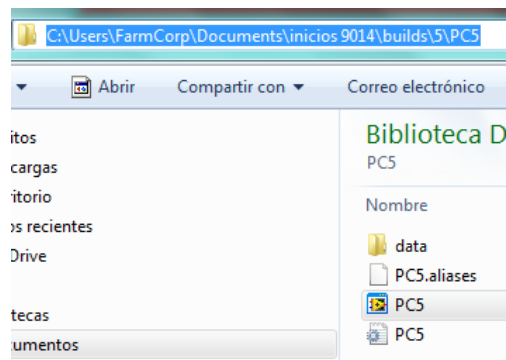 C:\Users\FarmCorp\Documents\inicios 9014\builds\5\PC5
Abrir Compartir con Correo electrónico
itos
cargas
ritorio
os recientes
Drive
tecas
cumentos
Biblioteca D
PC5
Nombre
data
PC5.aliases
PC5
PC5